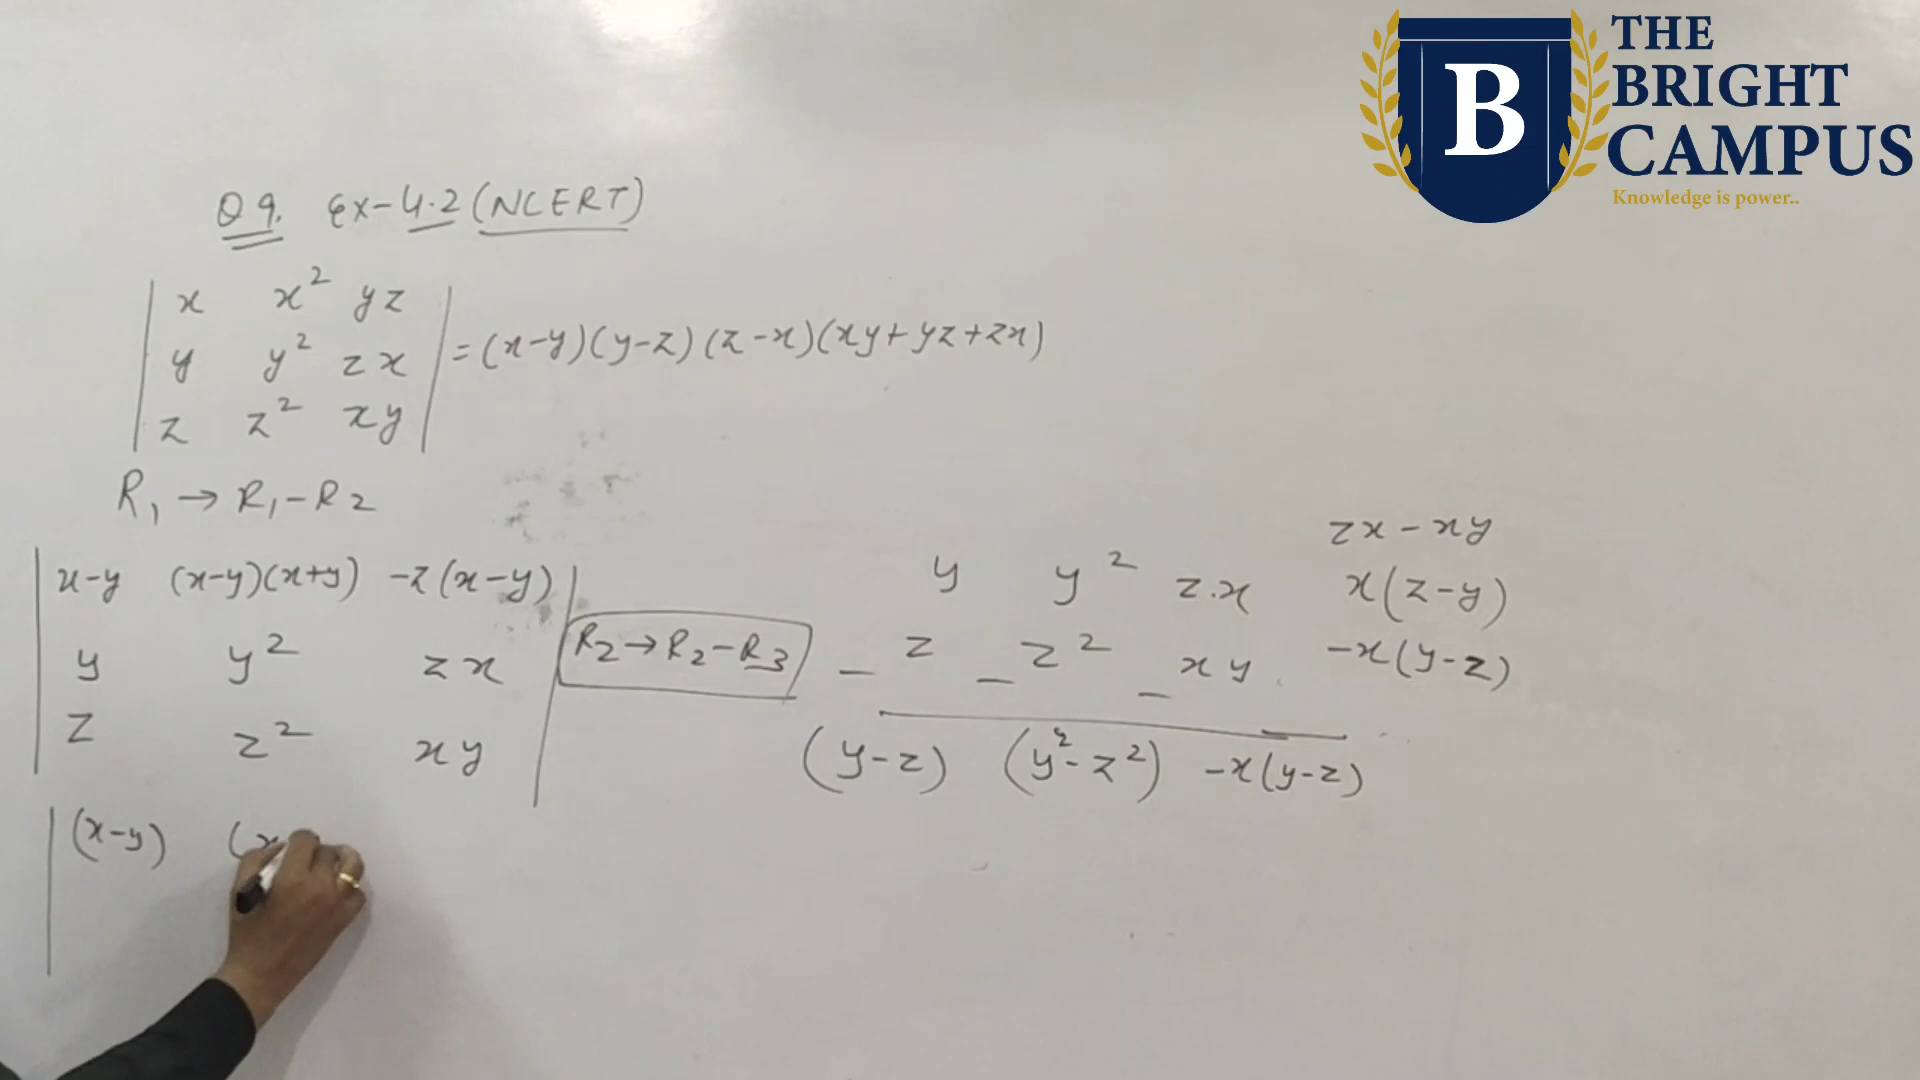 THE
BRIGHT
CAMPUS
Knowledge is power..
B
Q 9. Ex-4.2 (NCERT)
| x x² yz |
| y y² zx | = (x-y)(y-z)(z-x)(xy+yz+zx)
| z z² xy |
R₁ → R₁-R₂
| x-y (x-y)(x+y) -z(x-y) |
| y y² zx |
| z z² xy |
R₂→R₂-R₃
y y² z.x
- z - z² - xy
(y-z) (y²-z²) -x(y-z)
zx-xy
x(z-y)
-x(y-z)
| (x-y) (x